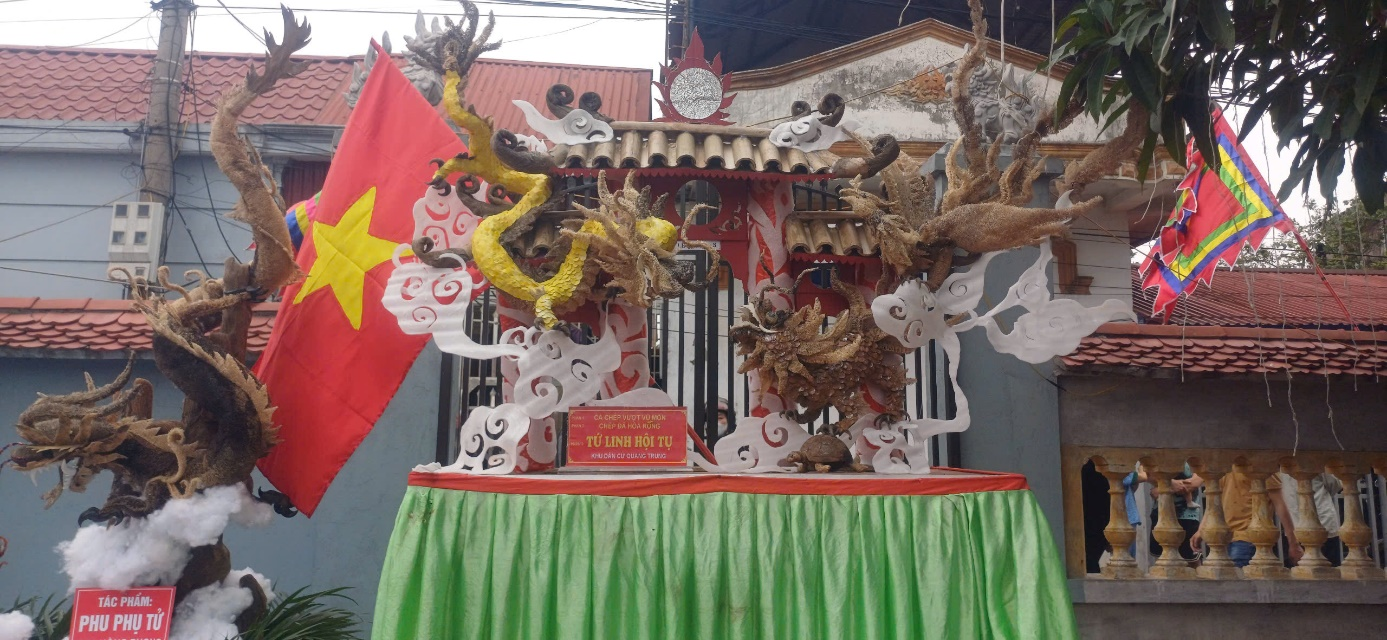 CÁ CHÉP VƯỢT VŨ MÔN
CHÉP ĐÃ HÓA RỒNG
TỨ LINH HỘI TỤ
KHU DÂN CƯ QUANG TRUNG
TÁC PHẨM:
PHU PHỤ TỬ